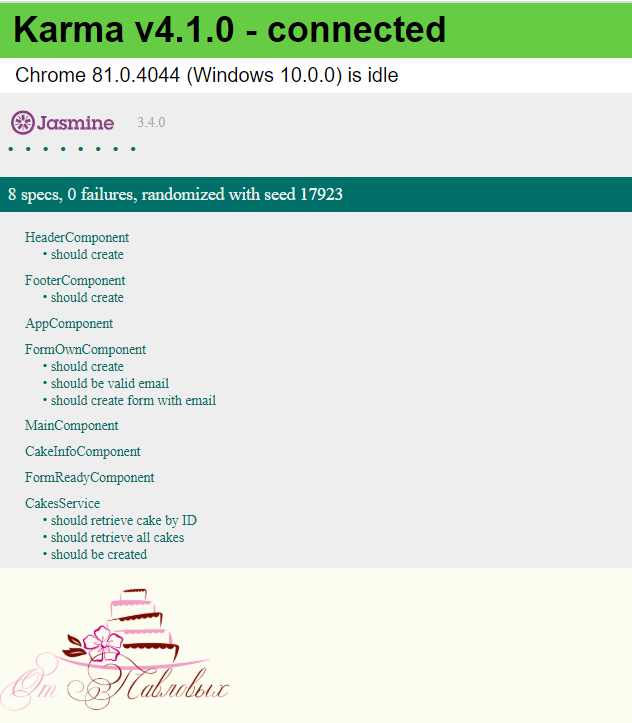 Karma v4.1.0 - connected
Chrome 81.0.4044 (Windows 10.0.0) is idle
Jasmine 3.4.0
• • • • • • • •
8 specs, 0 failures, randomized with seed 17923
HeaderComponent
• should create
FooterComponent
• should create
AppComponent
FormOwnComponent
• should create
• should be valid email
• should create form with email
MainComponent
CakeInfoComponent
FormReadyComponent
CakesService
• should retrieve cake by ID
• should retrieve all cakes
• should be created
От Павловых